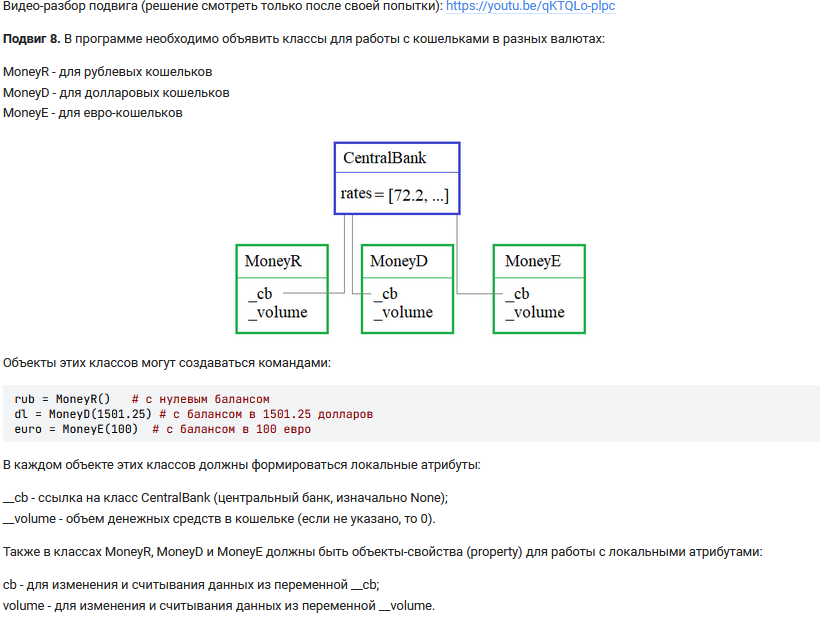 Видео-разбор подвига (решение смотреть только после своей попытки): https://youtu.be/qKTQLo-plpc
Подвиг 8. В программе необходимо объявить классы для работы с кошельками в разных валютах:
MoneyR - для рублевых кошельков
MoneyD - для долларовых кошельков
MoneyE - для евро-кошельков
CentralBank
rates = [72.2, ...]
MoneyR MoneyD MoneyE
_cb _cb _cb
_volume _volume _volume
Объекты этих классов могут создаваться командами:
rub = MoneyR()   # с нулевым балансом
dl = MoneyD(1501.25) # с балансом в 1501.25 долларов
euro = MoneyE(100)  # с балансом в 100 евро
В каждом объекте этих классов должны формироваться локальные атрибуты:
__cb - ссылка на класс CentralBank (центральный банк, изначально None);
__volume - объем денежных средств в кошельке (если не указано, то 0).
Также в классах MoneyR, MoneyD и MoneyE должны быть объекты-свойства (property) для работы с локальными атрибутами:
cb - для изменения и считывания данных из переменной __cb;
volume - для изменения и считывания данных из переменной __volume.